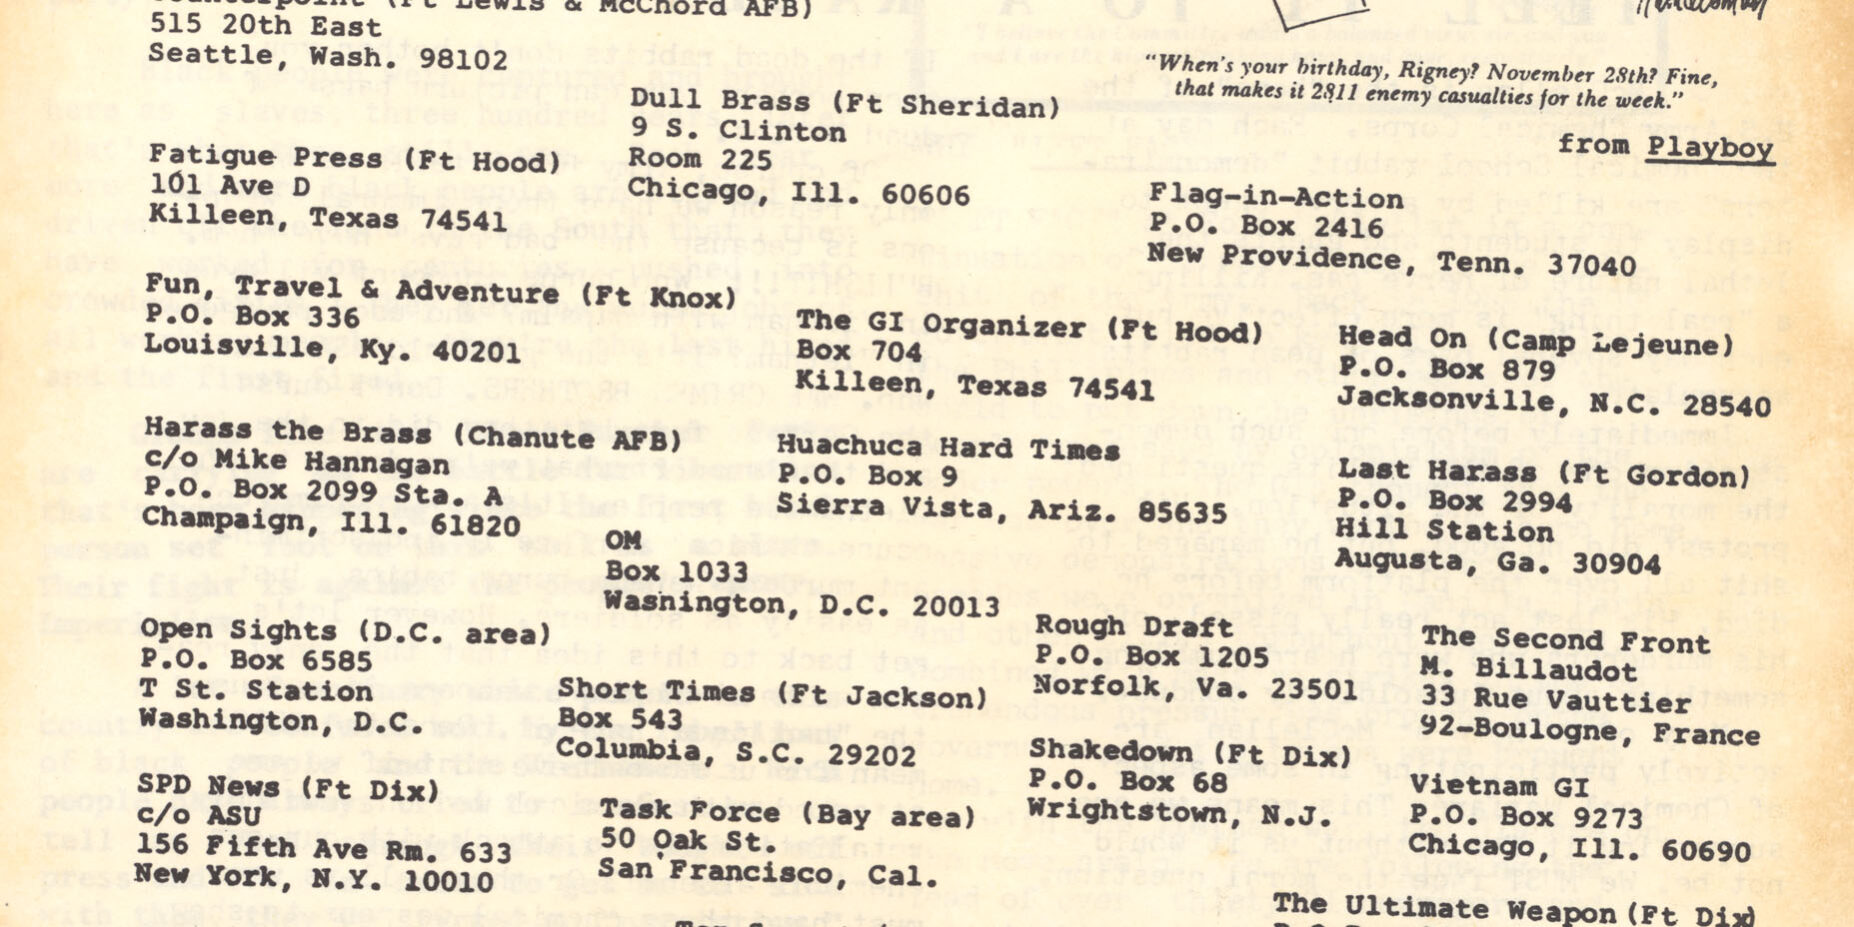 Counterpoint (Ft Lewis & McChord AFB)
515 20th East
Seattle, Wash. 98102
"When's your birthday, Rigney? November 28th? Fine,
that makes it 2811 enemy casualties for the week."
from Playboy
Dull Brass (Ft Sheridan)
9 S. Clinton
Room 225
Chicago, Ill. 60606
Fatigue Press (Ft Hood)
101 Ave D
Killeen, Texas 74541
Flag-in-Action
P.O. Box 2416
New Providence, Tenn. 37040
Fun, Travel & Adventure (Ft Knox)
P.O. Box 336
Louisville, Ky. 40201
The GI Organizer (Ft Hood)
Box 704
Killeen, Texas 74541
Head On (Camp Lejeune)
P.O. Box 879
Jacksonville, N.C. 28540
Harass the Brass (Chanute AFB)
c/o Mike Hannagan
P.O. Box 2099 Sta. A
Champaign, Ill. 61820
Huachuca Hard Times
P.O. Box 9
Sierra Vista, Ariz. 85635
Last Harass (Ft Gordon)
P.O. Box 2994
Hill Station
Augusta, Ga. 30904
OM
Box 1033
Washington, D.C. 20013
Open Sights (D.C. area)
P.O. Box 6585
T St. Station
Washington, D.C.
Rough Draft
P.O. Box 1205
Norfolk, Va. 23501
The Second Front
M. Billaudot
33 Rue Vauttier
92-Boulogne, France
Short Times (Ft Jackson)
Box 543
Columbia, S.C. 29202
Shakedown (Ft Dix)
P.O. Box 68
Wrightstown, N.J.
SPD News (Ft Dix)
c/o ASU
156 Fifth Ave Rm. 633
New York, N.Y. 10010
Task Force (Bay area)
50 Oak St.
San Francisco, Cal.
Vietnam GI
P.O. Box 9273
Chicago, Ill. 60690
The Ultimate Weapon (Ft Dix)